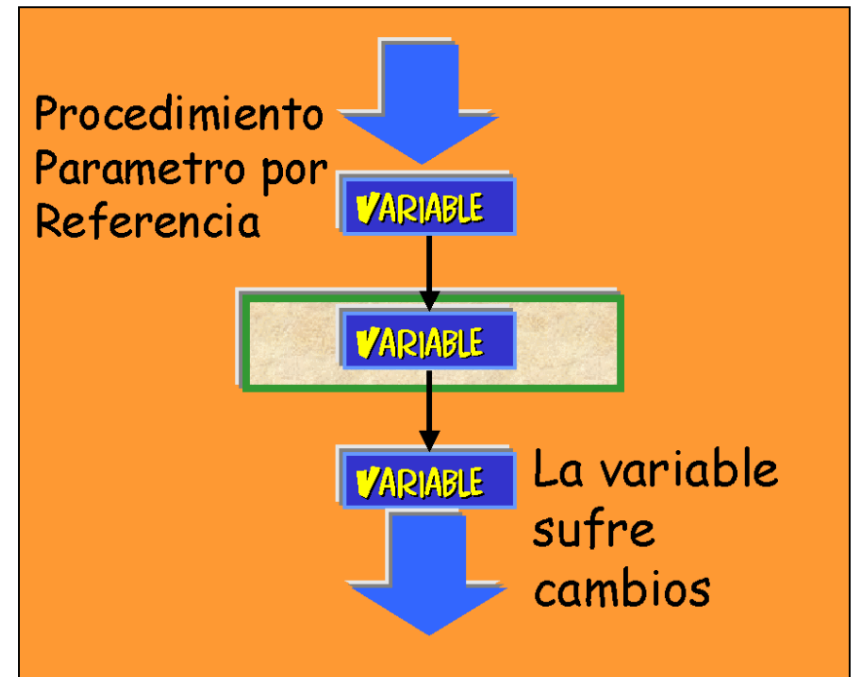 Procedimiento
Parametro por
Referencia
VARIABLE
VARIABLE
VARIABLE
La variable
sufre
cambios